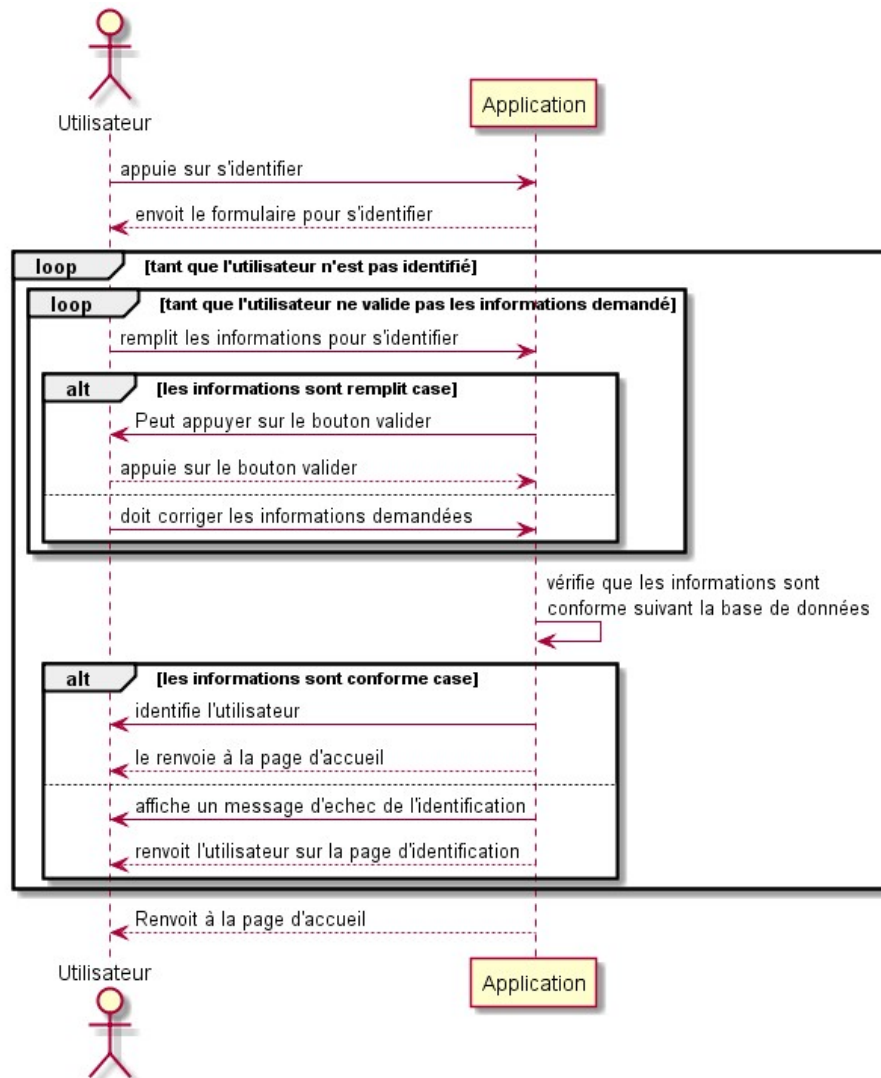 Utilisateur
Application
appuie sur s'identifier
envoit le formulaire pour s'identifier
loop [tant que l'utilisateur n'est pas identifié]
loop [tant que l'utilisateur ne valide pas les informations demandé]
remplit les informations pour s'identifier
alt [les informations sont remplit case]
Peut appuyer sur le bouton valider
appuie sur le bouton valider
doit corriger les informations demandées
vérifie que les informations sont
conforme suivant la base de données
alt [les informations sont conforme case]
identifie l'utilisateur
le renvoie à la page d'accueil
affiche un message d'echec de l'identification
renvoit l'utilisateur sur la page d'identification
Renvoit à la page d'accueil
Utilisateur
Application